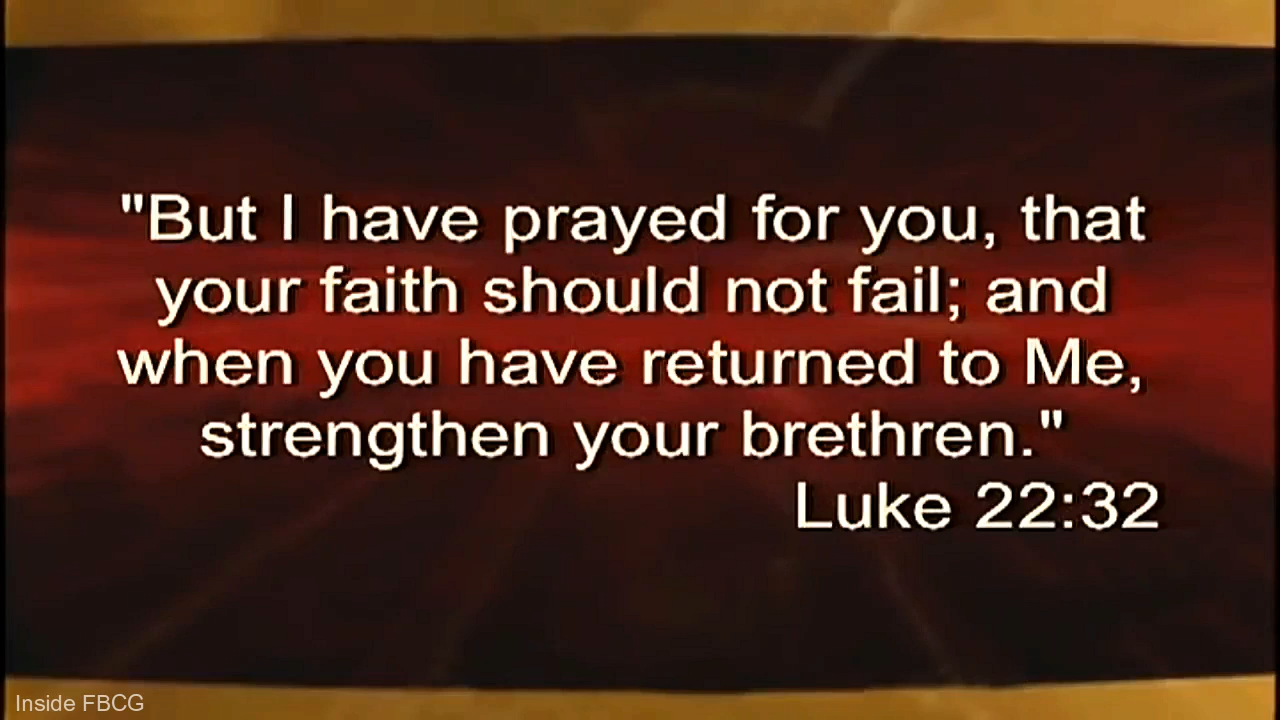 "But I have prayed for you, that
your faith should not fail; and
when you have returned to Me,
strengthen your brethren."
Luke 22:32
Inside FBCG